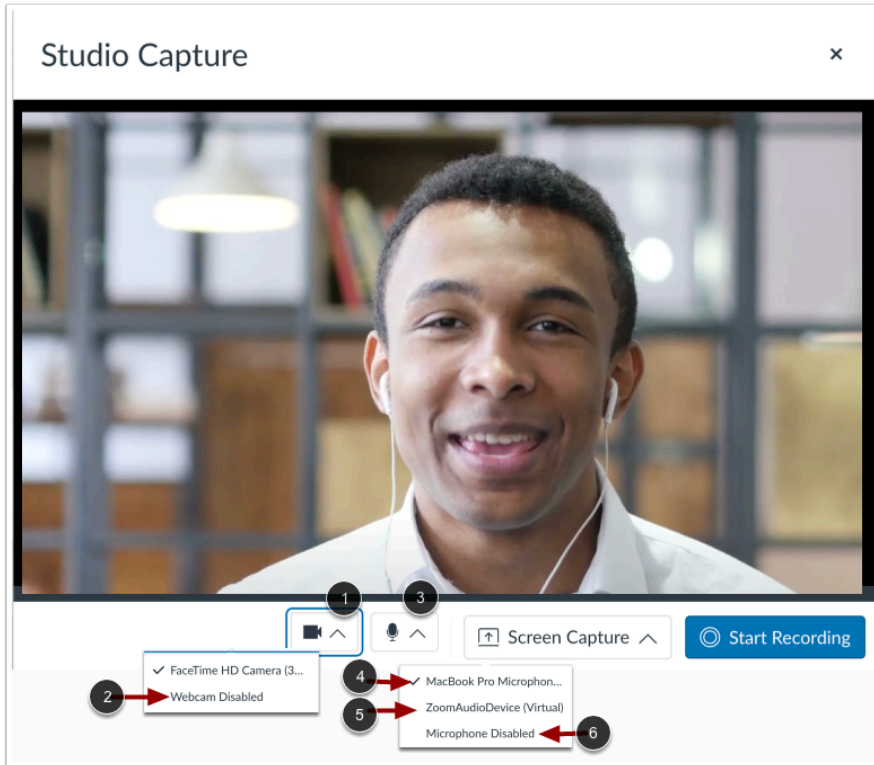 Studio Capture
×
1
3
Screen Capture
Start Recording
FaceTime HD Camera (3...
2
Webcam Disabled
4
MacBook Pro Microphon...
5
ZoomAudioDevice (Virtual)
Microphone Disabled
6